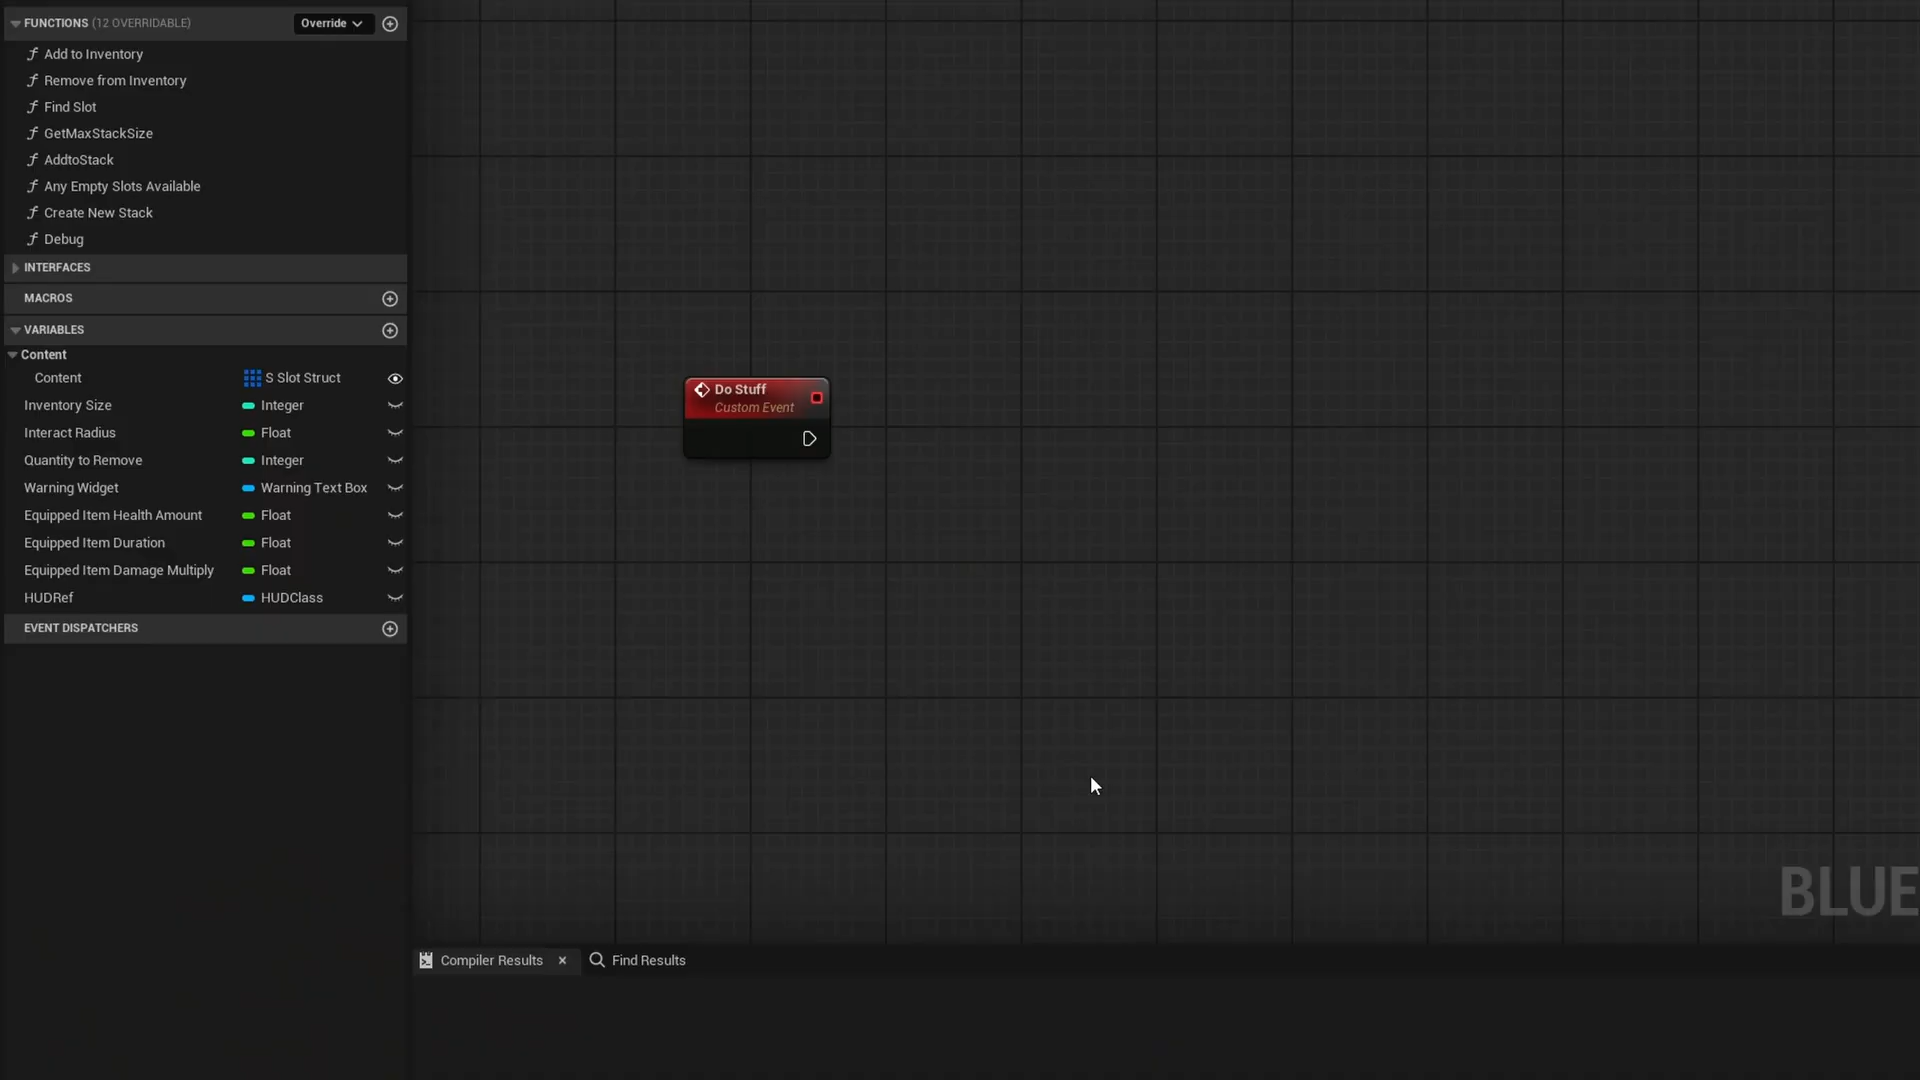 FUNCTIONS (12 OVERRIDABLE) Override
Add to Inventory
Remove from Inventory
Find Slot
GetMaxStackSize
AddtoStack
Any Empty Slots Available
Create New Stack
Debug
INTERFACES
MACROS
VARIABLES
Content
Content S Slot Struct
Inventory Size Integer
Interact Radius Float
Quantity to Remove Integer
Warning Widget Warning Text Box
Equipped Item Health Amount Float
Equipped Item Duration Float
Equipped Item Damage Multiply Float
HUDRef HUDClass
EVENT DISPATCHERS
Do Stuff
Custom Event
BLUE
Compiler Results Find Results